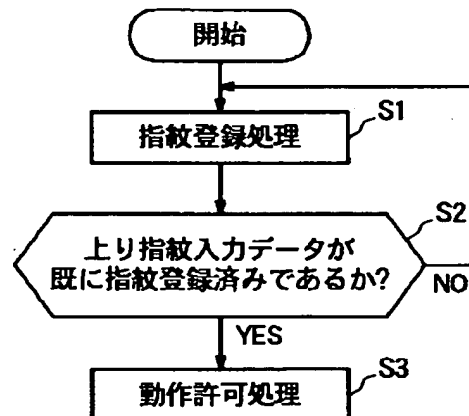 開始
指紋登録処理
S1
上り指紋入力データが
既に指紋登録済みであるか?
S2
NO
YES
動作許可処理
S3